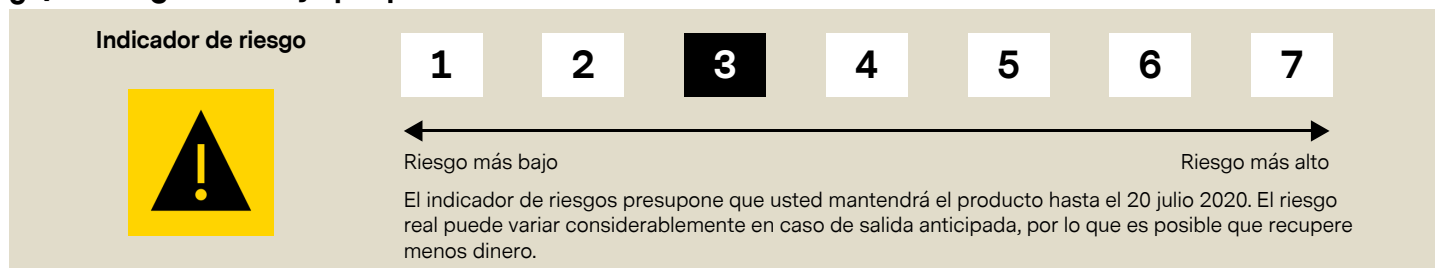 Indicador de riesgo
1 2 3 4 5 6 7
Riesgo más bajo
Riesgo más alto
El indicador de riesgos presupone que usted mantendrá el producto hasta el 20 julio 2020. El riesgo
real puede variar considerablemente en caso de salida anticipada, por lo que es posible que recupere
menos dinero.